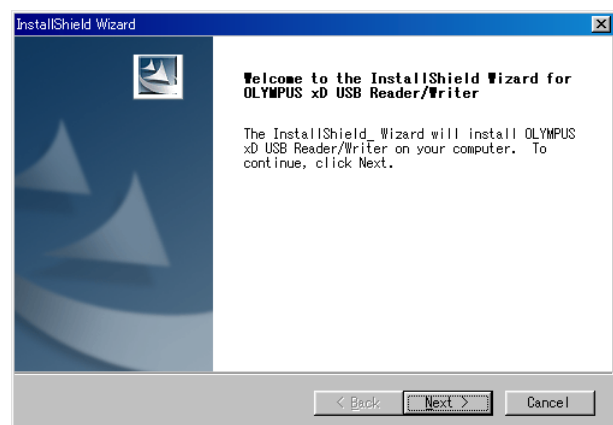 InstallShield Wizard
Welcome to the InstallShield Wizard for
OLYMPUS xD USB Reader/Writer
The InstallShield_ Wizard will install OLYMPUS
xD USB Reader/Writer on your computer.  To
continue, click Next.
< Back
Next >
Cancel